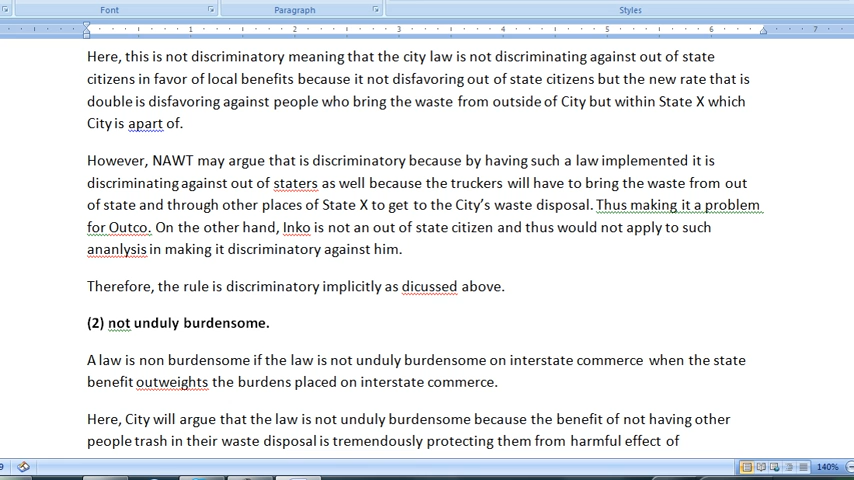 Font Paragraph Styles
1 2 3 4 5 6 7
Here, this is not discriminatory meaning that the city law is not discriminating against out of state
citizens in favor of local benefits because it not disfavoring out of state citizens but the new rate that is
double is disfavoring against people who bring the waste from outside of City but within State X which
City is apart of.
However, NAWT may argue that is discriminatory because by having such a law implemented it is
discriminating against out of staters as well because the truckers will have to bring the waste from out
of state and through other places of State X to get to the City's waste disposal. Thus making it a problem
for Outco. On the other hand, Inko is not an out of state citizen and thus would not apply to such
ananlysis in making it discriminatory against him.
Therefore, the rule is discriminatory implicitly as dicussed above.
(2) not unduly burdensome.
A law is non burdensome if the law is not unduly burdensome on interstate commerce when the state
benefit outweights the burdens placed on interstate commerce.
Here, City will argue that the law is not unduly burdensome because the benefit of not having other
people trash in their waste disposal is tremendously protecting them from harmful effect of
9 140%